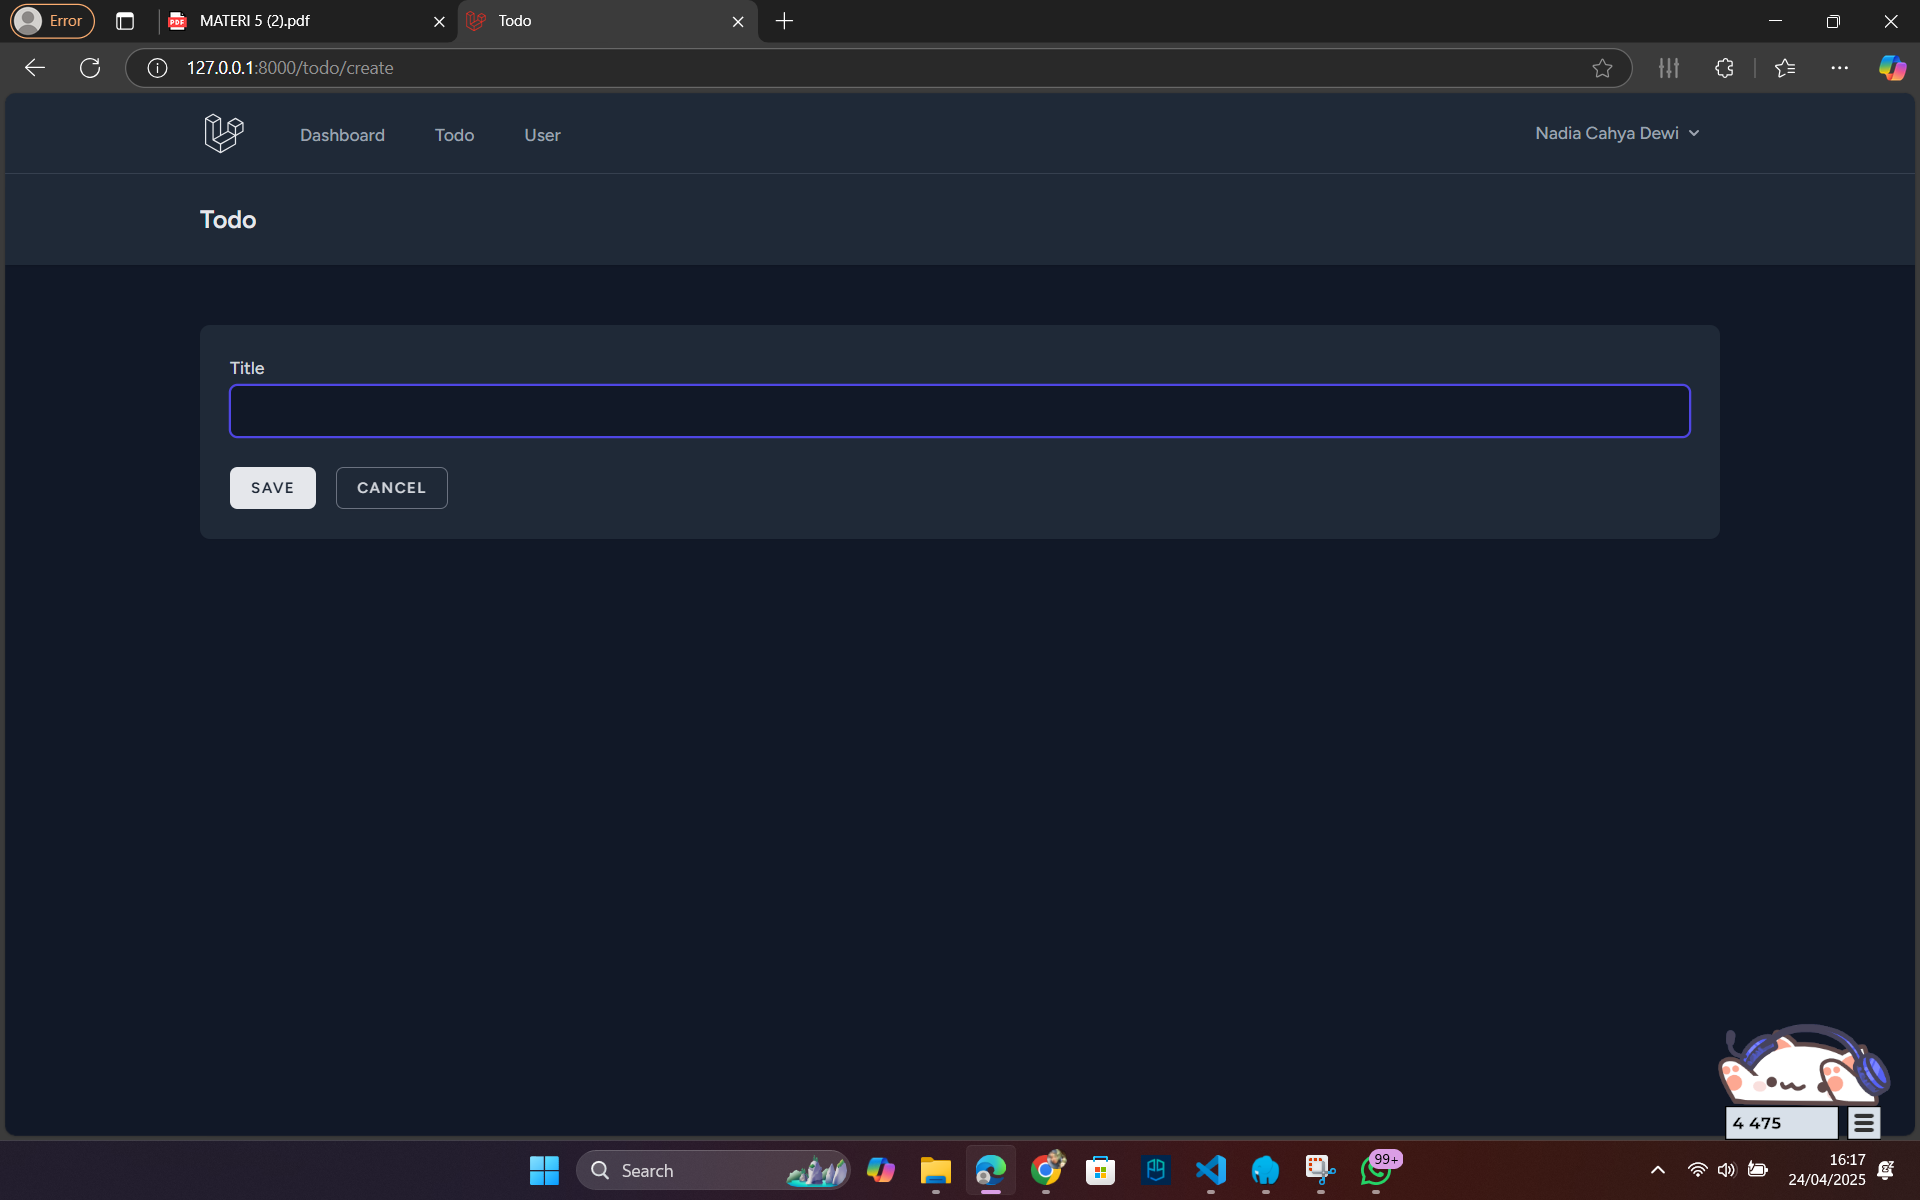 Error
PDF
MATERI 5 (2).pdf
Todo
127.0.0.1:8000/todo/create
Dashboard
Todo
User
Nadia Cahya Dewi
Todo
Title
SAVE
CANCEL
4 475
Search
99+
16:17
24/04/2025